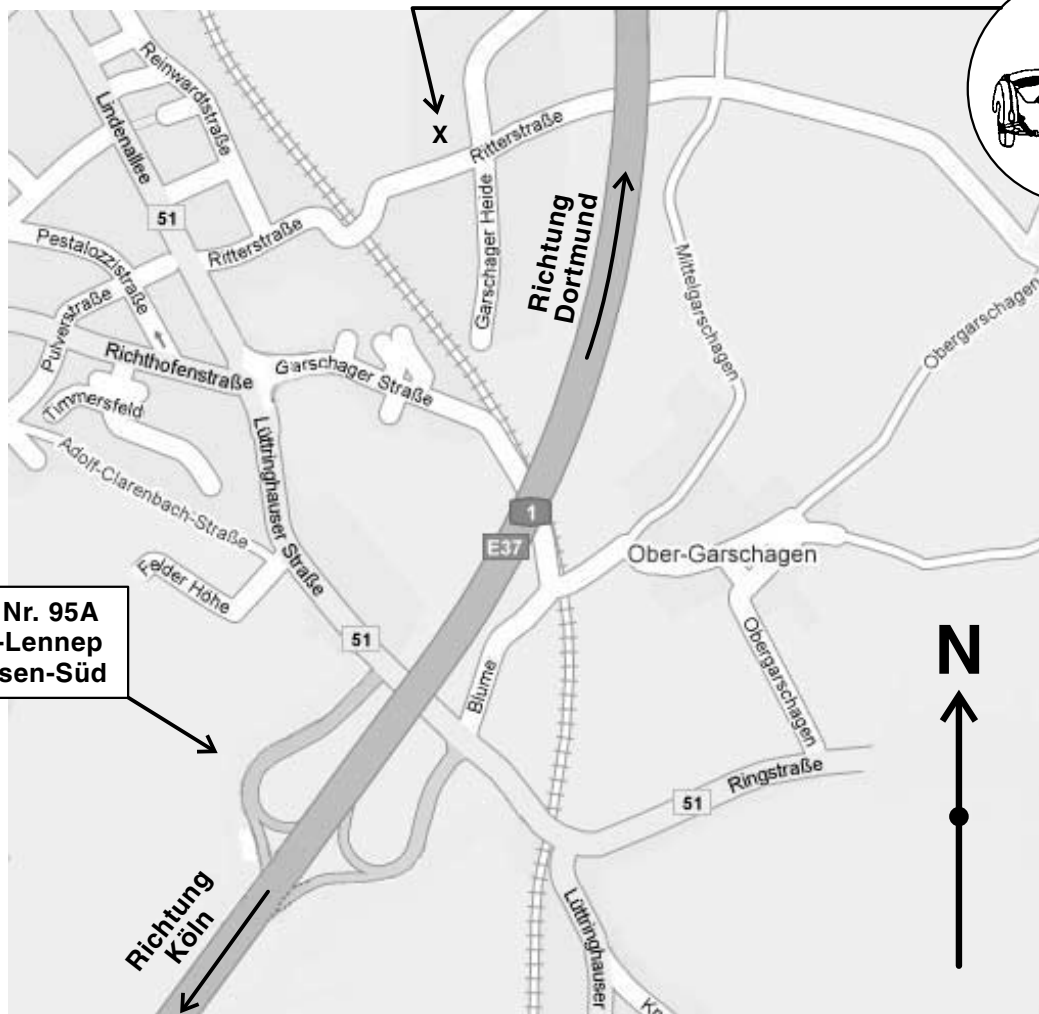 Reinwardtstraße
Lindenallee
X
Ritterstraße
51
Garschager Heide
Richtung
Dortmund
Pestalozzistraße
Ritterstraße
Mittelgarschagen
Pulverstraße
Obergarschagen
Richthofenstraße
Garschager Straße
Timmersfeld
Lüttringhauser Straße
Adolf-Clarenbach-Straße
1
E37
Ober-Garschagen
Felder Höhe
Nr. 95A
-Lennep
sen-Süd
51
Blume
Obergarschagen
N
Ringstraße
51
Richtung
Köln
Lüttringhauser